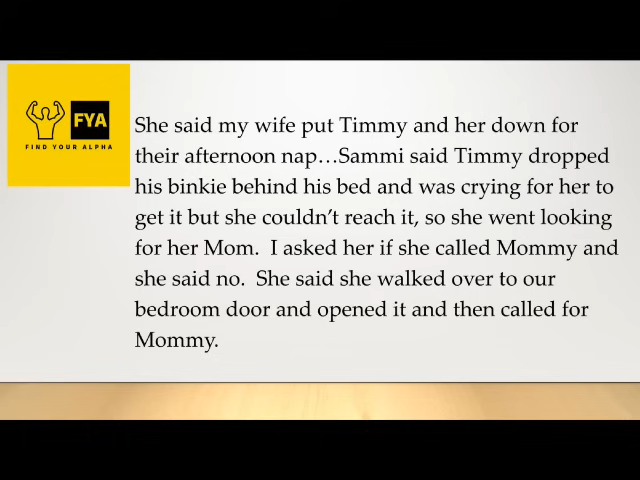 FYA
FIND YOUR ALPHA
She said my wife put Timmy and her down for
their afternoon nap…Sammi said Timmy dropped
his binkie behind his bed and was crying for her to
get it but she couldn't reach it, so she went looking
for her Mom.  I asked her if she called Mommy and
she said no.  She said she walked over to our
bedroom door and opened it and then called for
Mommy.